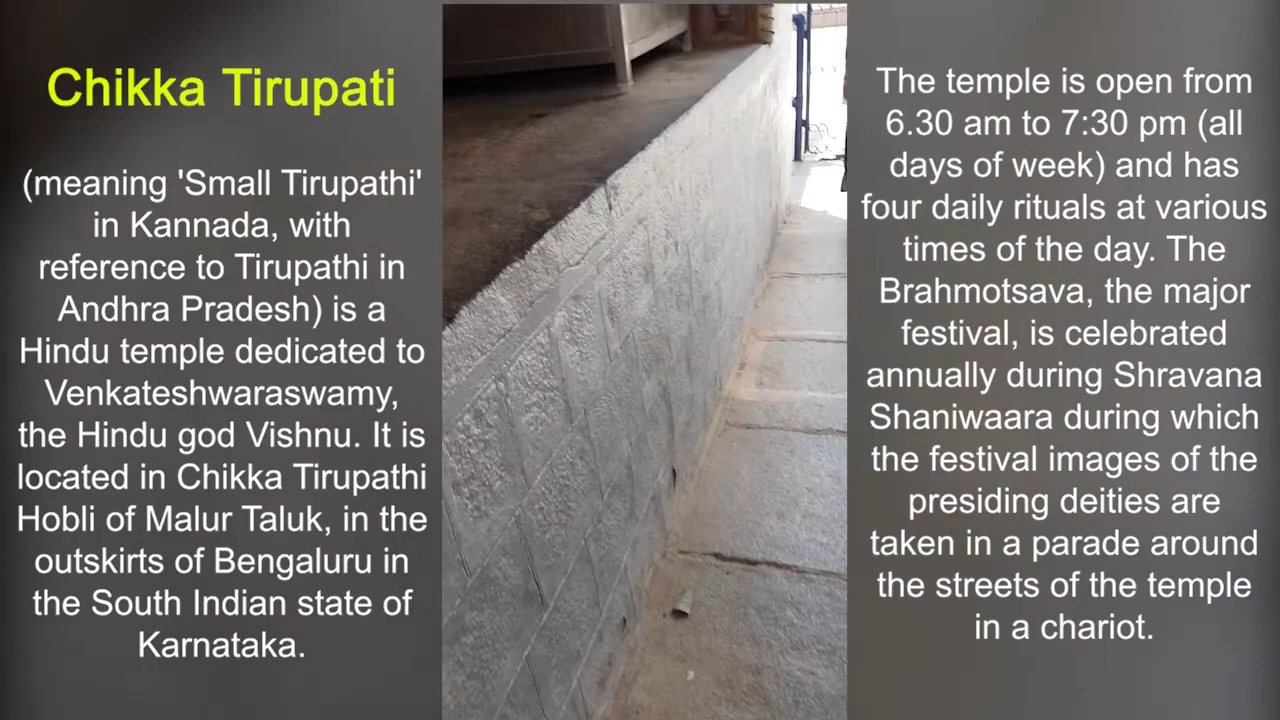 Chikka Tirupati
(meaning 'Small Tirupathi'
in Kannada, with
reference to Tirupathi in
Andhra Pradesh) is a
Hindu temple dedicated to
Venkateshwaraswamy,
the Hindu god Vishnu. It is
located in Chikka Tirupathi
Hobli of Malur Taluk, in the
outskirts of Bengaluru in
the South Indian state of
Karnataka.
The temple is open from
6.30 am to 7:30 pm (all
days of week) and has
four daily rituals at various
times of the day. The
Brahmotsava, the major
festival, is celebrated
annually during Shravana
Shaniwaara during which
the festival images of the
presiding deities are
taken in a parade around
the streets of the temple
in a chariot.